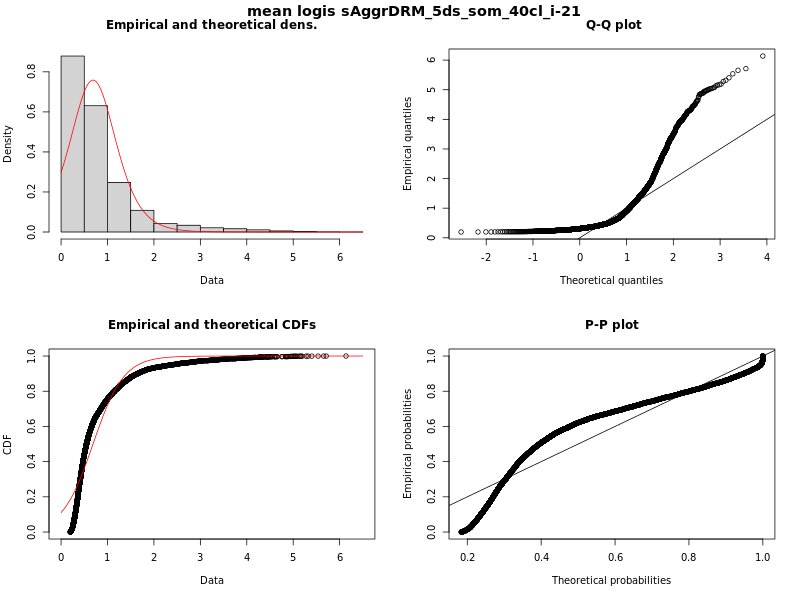 mean logis sAggrDRM_5ds_som_40cl_i-21
Empirical and theoretical dens.
Density
0.0 0.2 0.4 0.6 0.8
0 1 2 3 4 5 6
Data
Q-Q plot
Empirical quantiles
0 1 2 3 4 5 6
-2 -1 0 1 2 3 4
Theoretical quantiles
Empirical and theoretical CDFs
CDF
0.0 0.2 0.4 0.6 0.8 1.0
0 1 2 3 4 5 6
Data
P-P plot
Empirical probabilities
0.0 0.2 0.4 0.6 0.8 1.0
0.2 0.4 0.6 0.8 1.0
Theoretical probabilities